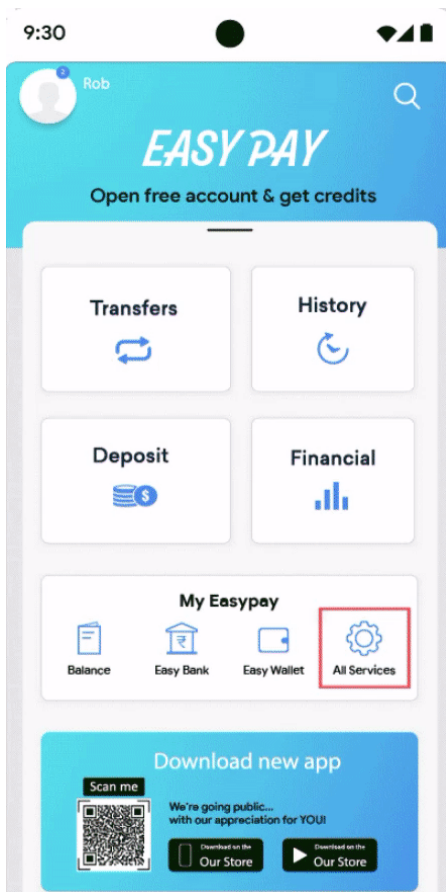 9:30
2
Rob
EASY PAY
Open free account & get credits
Transfers
History
Deposit
Financial
$
My Easypay
₹
Balance
Easy Bank
Easy Wallet
All Services
Download new app
Scan me
We're going public...
with our appreciation for YOU!
Download on the
Our Store
Download on the
Our Store